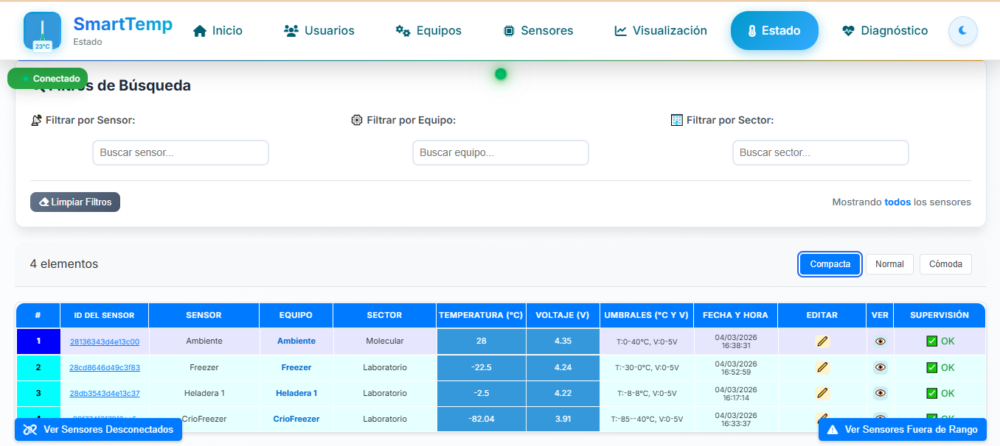 SmartTemp
Estado
23°C
Inicio
Usuarios
Equipos
Sensores
Visualización
Estado
Diagnóstico
Conectado
Filtros de Búsqueda
Filtrar por Sensor:
Filtrar por Equipo:
Filtrar por Sector:
Buscar sensor...
Buscar equipo...
Buscar sector...
Limpiar Filtros
Mostrando todos los sensores
4 elementos
Compacta
Normal
Cómoda
# ID DEL SENSOR SENSOR EQUIPO SECTOR TEMPERATURA (°C) VOLTAJE (V) UMBRALES (°C Y V) FECHA Y HORA EDITAR VER SUPERVISIÓN
1 28136343d4e13c00 Ambiente Ambiente Molecular 28 4.35 T:0-40°C, V:0-5V 04/03/2026 16:38:31 OK
2 28cd8646d49c3f83 Freezer Freezer Laboratorio -22.5 4.24 T:-30-0°C, V:0-5V 04/03/2026 16:52:59 OK
3 28db3543d4e13c37 Heladera 1 Heladera 1 Laboratorio -2.5 4.22 T:-8-8°C, V:0-5V 04/03/2026 16:17:14 OK
CrioFreezer CrioFreezer Laboratorio -82.04 3.91 T:-85--40°C, V:0-5V 04/03/2026 16:33:37 OK
Ver Sensores Desconectados
Ver Sensores Fuera de Rango